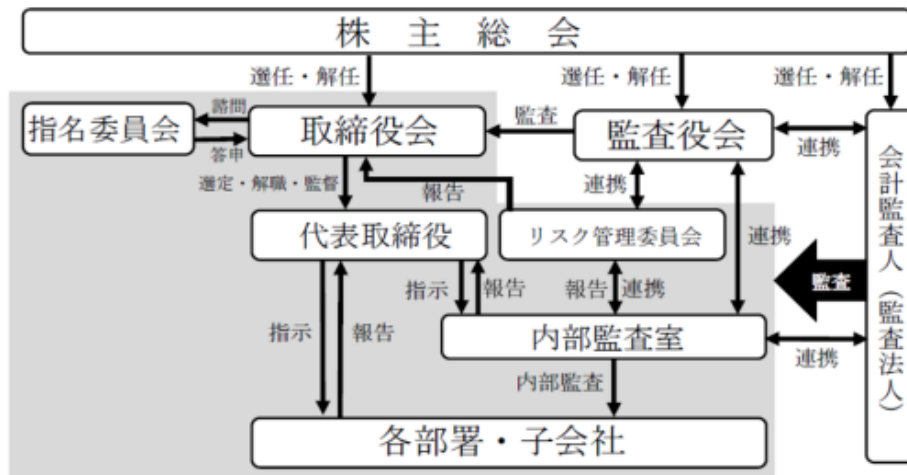 株主総会
選任・解任
選任・解任
選任・解任
指名委員会
諮問
答申
取締役会
監査
監査役会
連携
会計監査人（監査法人）
選定・解職・監督
報告
連携
連携
代表取締役
リスク管理委員会
監査
指示
報告
報告
連携
指示
報告
内部監査室
連携
内部監査
各部署・子会社